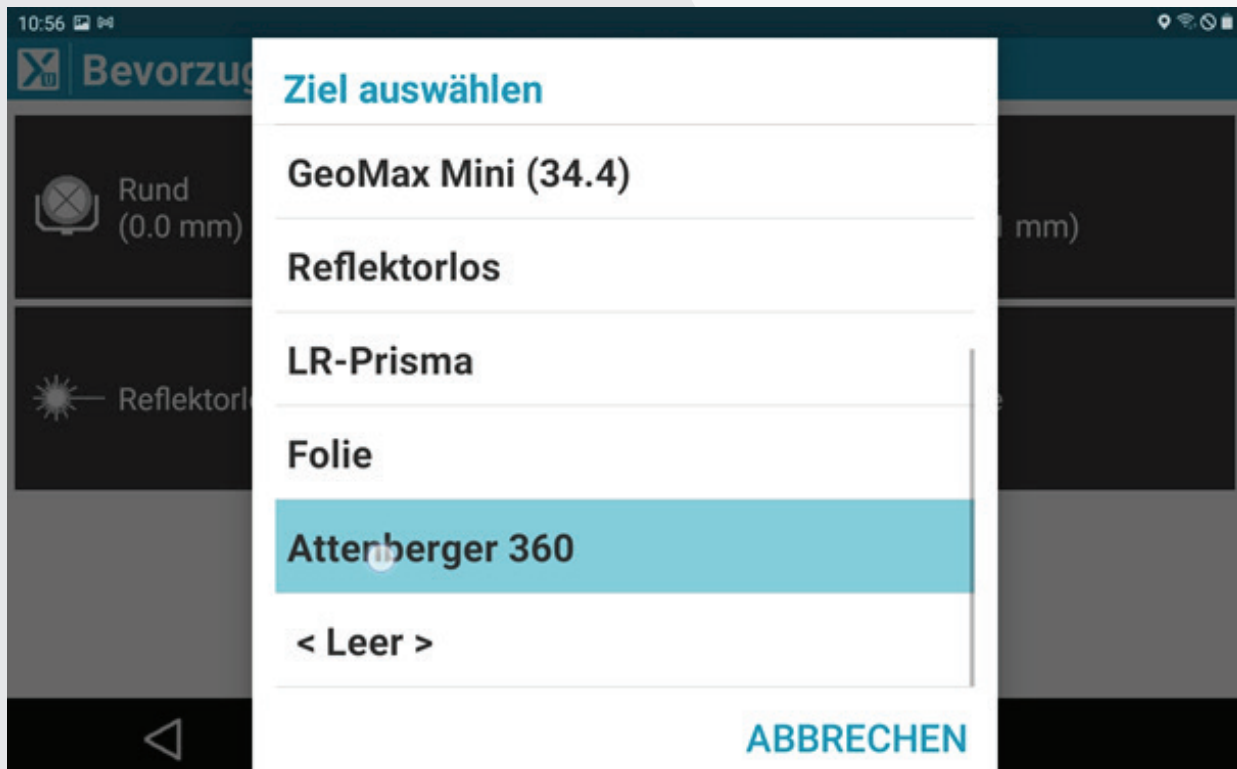 10:56
Bevorzug
Ziel auswählen
GeoMax Mini (34.4)
Rund
(0.0 mm)
mm)
Reflektorlos
LR-Prisma
Reflektorl
Folie
Attenberger 360
< Leer >
ABBRECHEN